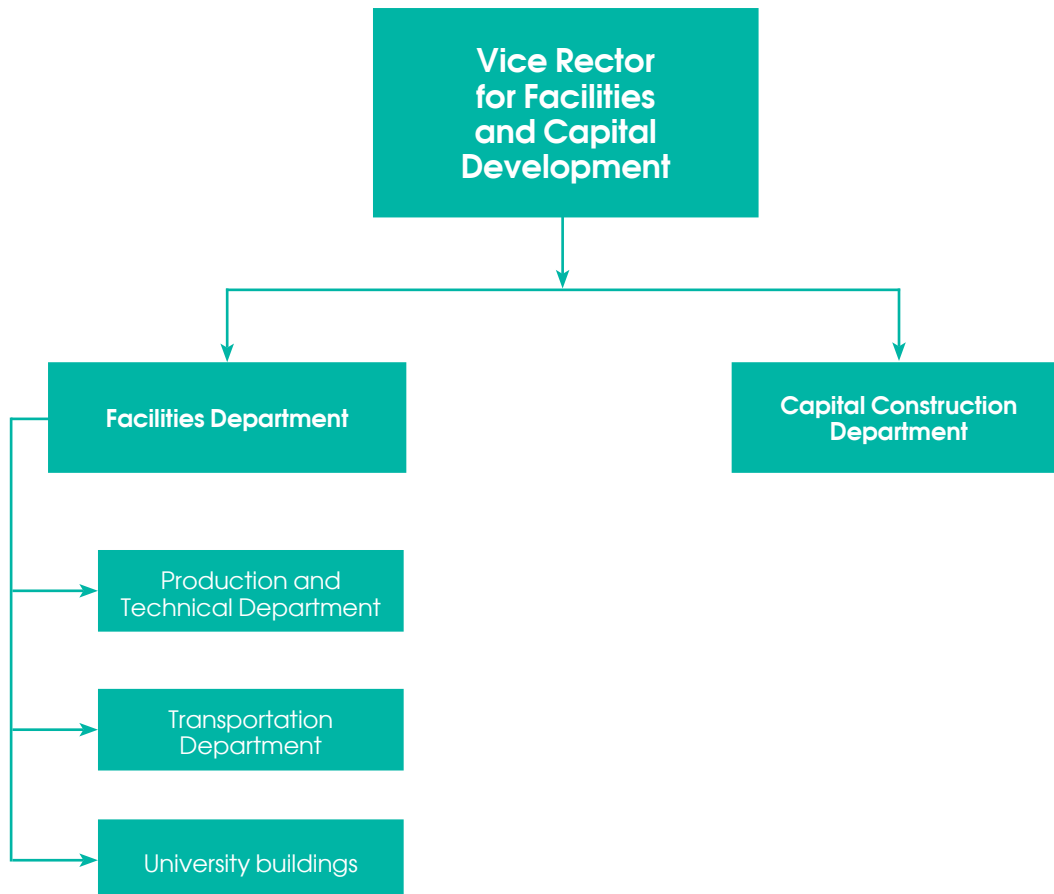 Vice Rector
for Facilities
and Capital
Development
Facilities Department
Capital Construction
Department
Production and
Technical Department
Transportation
Department
University buildings